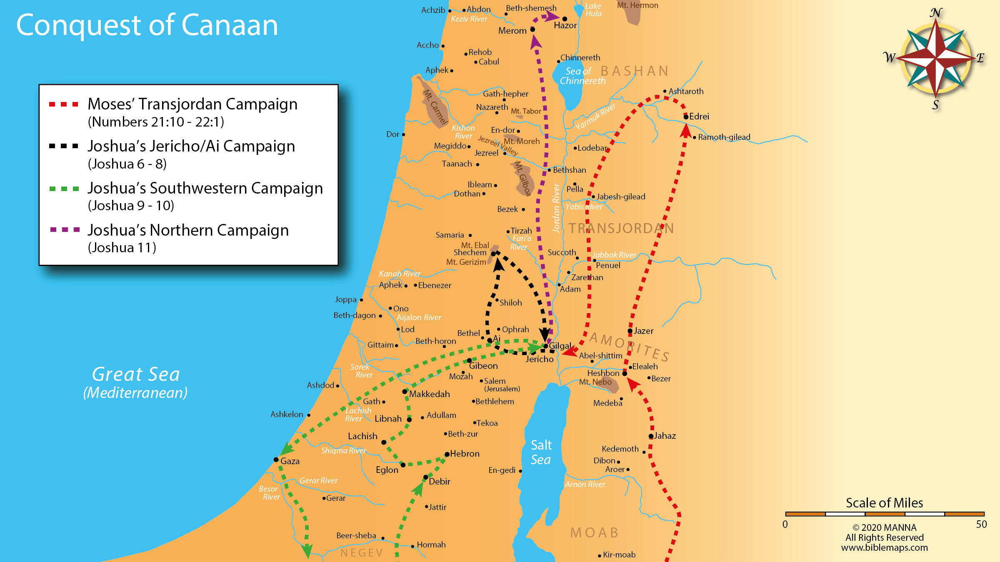 Conquest of Canaan
Moses’ Transjordan Campaign
(Numbers 21:10 - 22:1)
Joshua’s Jericho/Ai Campaign
(Joshua 6 - 8)
Joshua’s Southwestern Campaign
(Joshua 9 - 10)
Joshua’s Northern Campaign
(Joshua 11)
N
W
E
S
Mt. Hermon
Lake
Hula
Achzib
Abdon
Beth-shemesh
Keziv River
Hazor
Merom
Accho
Rehob
Cabul
Chinnereth
Aphek
Sea of
Chinnereth
BASHAN
Mt. Carmel
Gath-hepher
Ashtaroth
Nazareth
Mt. Tabor
Yarmuk River
Edrei
Kishon
River
En-dor
Dor
Mt. Moreh
Jezreel Valley
Ramoth-gilead
Megiddo
Lodebar
Jezreel
Taanach
Mt. Gilboa
Bethshan
Ibleam
Pella
Dothan
Jabesh-gilead
Yabis River
Bezek
Jordan River
TRANSJORDAN
Tirzah
Samaria
Fari'a
River
Mt. Ebal
Shechem
Mt. Gerizim
Succoth
Jabbok River
Penuel
Kanah River
Zarethan
Aphek
Ebenezer
Adam
Joppa
Shiloh
Ono
Beth-dagon
Aijalon River
Lod
Ophrah
Bethel
Ai
Jazer
Gittaim
Beth-horon
Gilgal
AMORITES
Jericho
Abel-shittim
Gibeon
Sorek
River
Elealeh
Heshbon
Mozah
Bezer
Salem
(Jerusalem)
Mt. Nebo
Great Sea
(Mediterranean)
Ashdod
Makkedah
Gath
Bethlehem
Medeba
Lachish
River
Ashkelon
Libnah
Adullam
Tekoa
Lachish
Beth-zur
Jahaz
Salt
Sea
Shiqma River
Kedemoth
Hebron
Gaza
Dibon
Eglon
En-gedi
Aroer
Gerar River
Debir
Arnon River
Besor
River
Gerar
Jattir
Beer-sheba
MOAB
Hormah
NEGEV
Kir-moab
Scale of Miles
0
50
© 2020 MANNA
All Rights Reserved
www.biblemaps.com